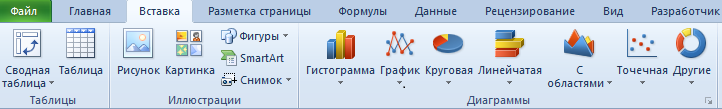 Файл Главная Вставка Разметка страницы Формулы Данные Рецензирование Вид Разработчик
Сводная таблица
Таблица
Рисунок
Картинка
Фигуры
SmartArt
Снимок
Гистограмма
График
Круговая
Линейчатая
С областями
Точечная
Другие
Таблицы Иллюстрации Диаграммы